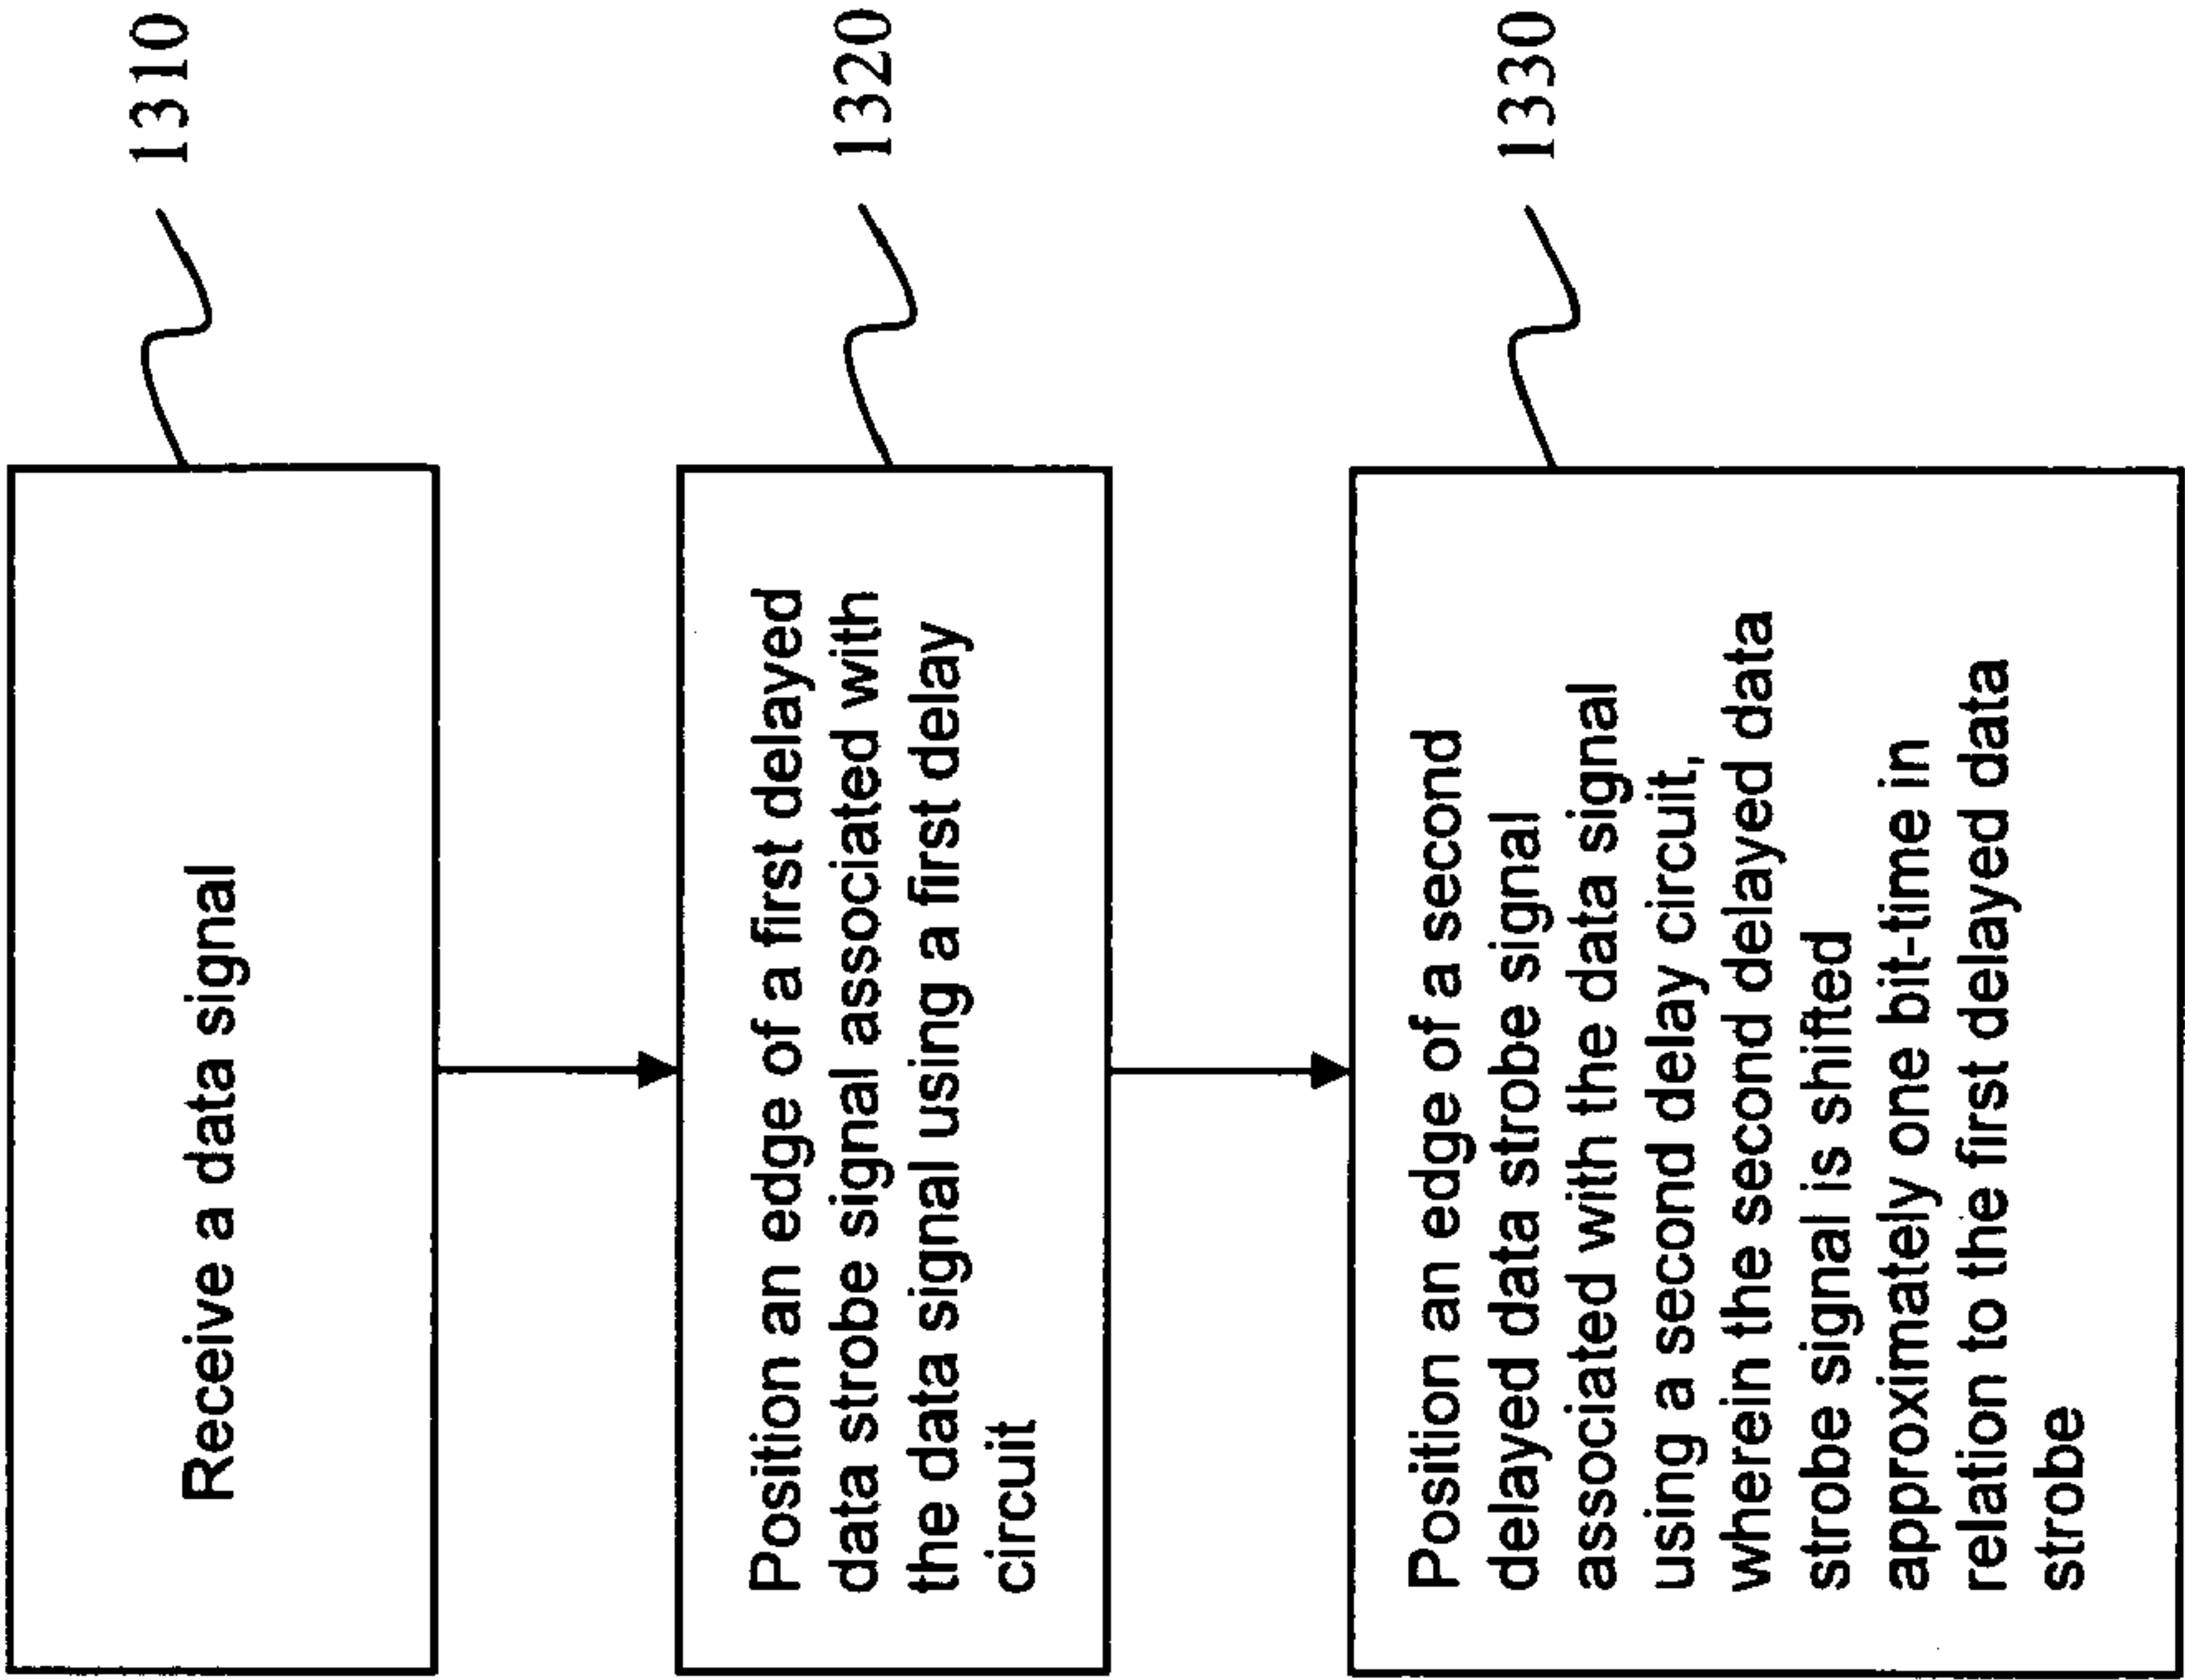 Receive a data signal
1310
Position an edge of a first delayed
data strobe signal associated with
the data signal using a first delay
circuit
1320
Position an edge of a second
delayed data strobe signal
associated with the data signal
using a second delay circuit,
wherein the second delayed data
strobe signal is shifted
approximately one bit-time in
relation to the first delayed data
strobe
1330